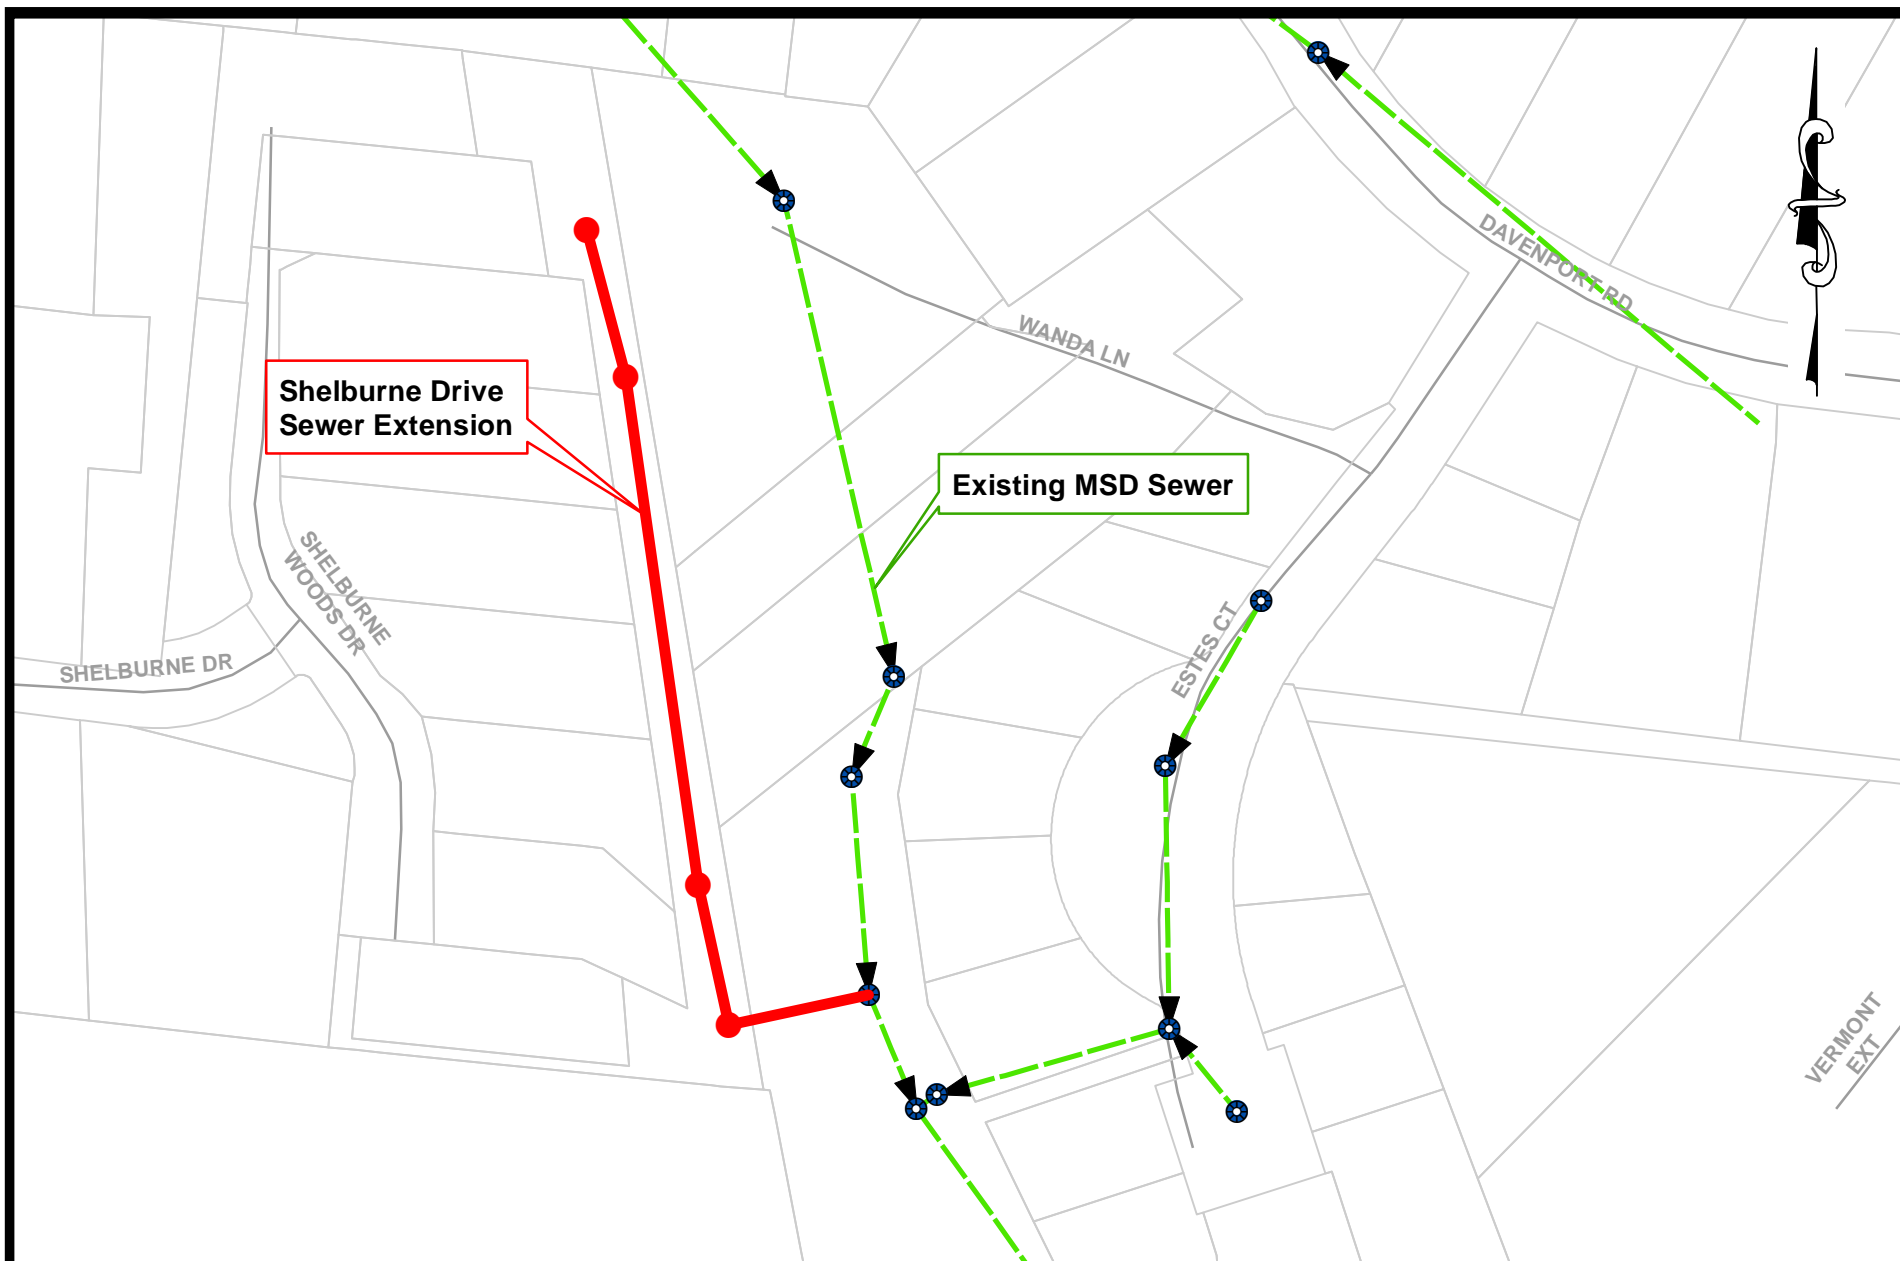 DAVENPORT RD
WANDA LN
Shelburne Drive
Sewer Extension
Existing MSD Sewer
SHELBURNE
WOODS DR
SHELBURNE DR
ESTES CT
VERMONT
EXT